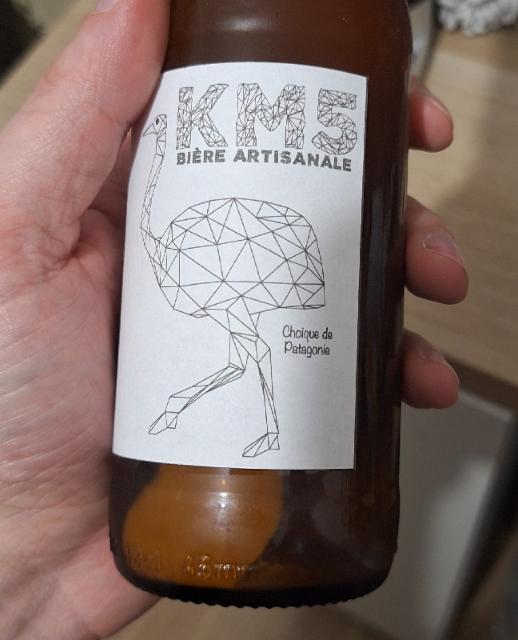 KM5
BIÈRE ARTISANALE
Choique de
Patagonie